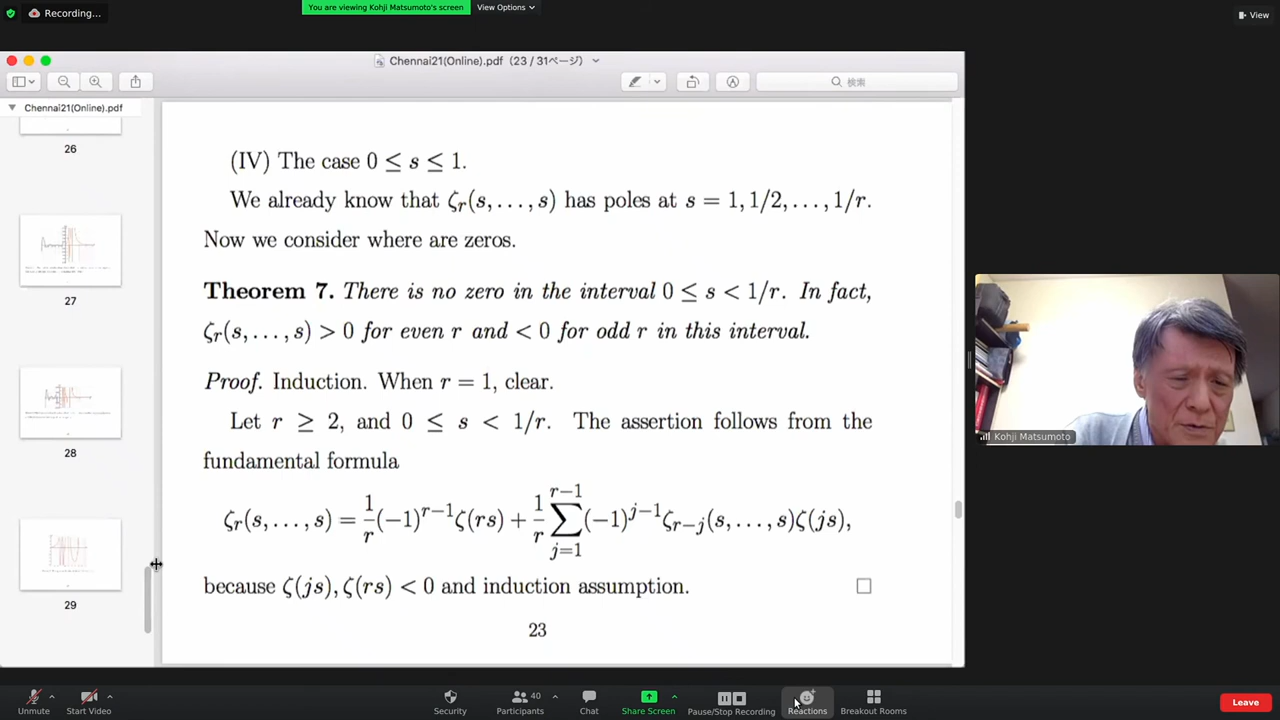 Recording...
You are viewing Kohji Matsumoto's screen
View Options
View
Chennai21(Online).pdf (23 / 31ページ)
検索
Chennai21(Online).pdf
26
27
28
29
(IV) The case 0 ≤ s ≤ 1.
We already know that ζ_r(s, . . . , s) has poles at s = 1, 1/2, . . . , 1/r.
Now we consider where are zeros.
Theorem 7. There is no zero in the interval 0 ≤ s < 1/r. In fact,
ζ_r(s, . . . , s) > 0 for even r and < 0 for odd r in this interval.
Proof. Induction. When r = 1, clear.
Let r ≥ 2, and 0 ≤ s < 1/r. The assertion follows from the
fundamental formula
ζ_r(s, . . . , s) = \frac{1}{r}(−1)^{r−1}ζ(rs) + \frac{1}{r}\sum_{j=1}^{r−1}(−1)^{j−1}ζ_{r−j}(s, . . . , s)ζ(js),
because ζ(js), ζ(rs) < 0 and induction assumption. □
23
Kohji Matsumoto
Unmute
Start Video
Security
40
Participants
Chat
Share Screen
Pause/Stop Recording
Reactions
Breakout Rooms
Leave